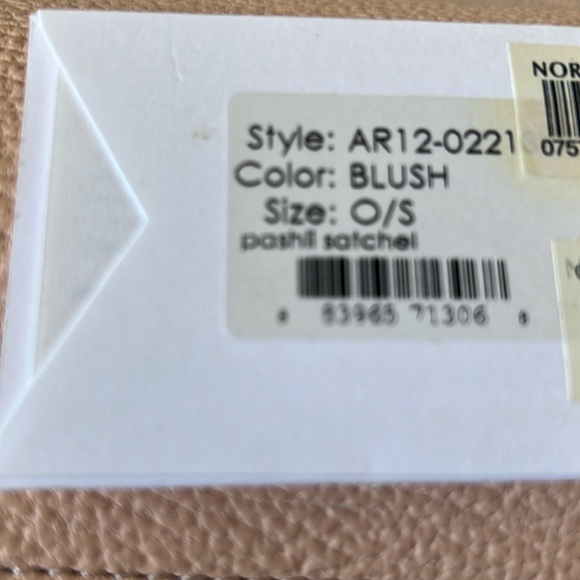 NOR
075
Style: AR12-0221
Color: BLUSH
Size: O/S
pashli satchel
83965 71306